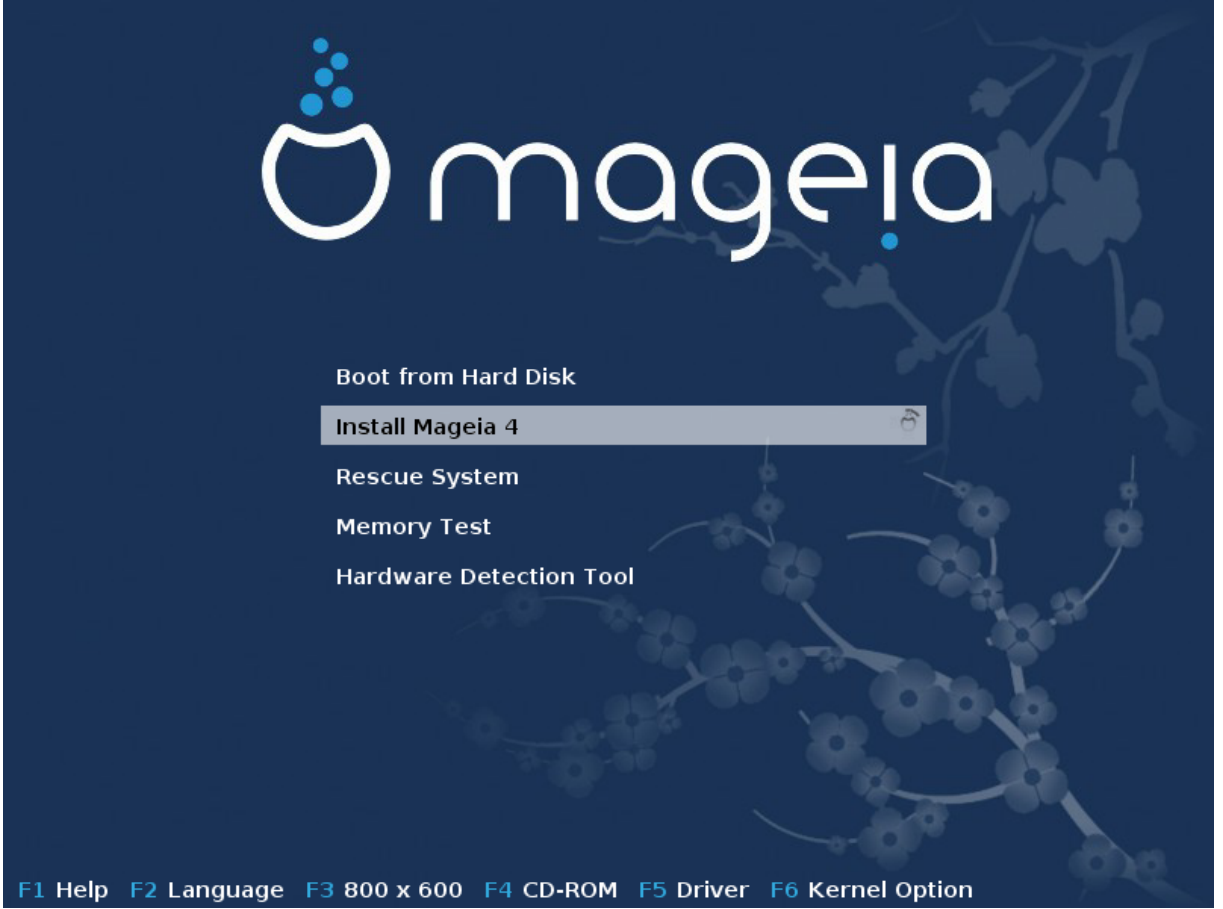 mageia
Boot from Hard Disk
Install Mageia 4
Rescue System
Memory Test
Hardware Detection Tool
F1 Help F2 Language F3 800 x 600 F4 CD-ROM F5 Driver F6 Kernel Option